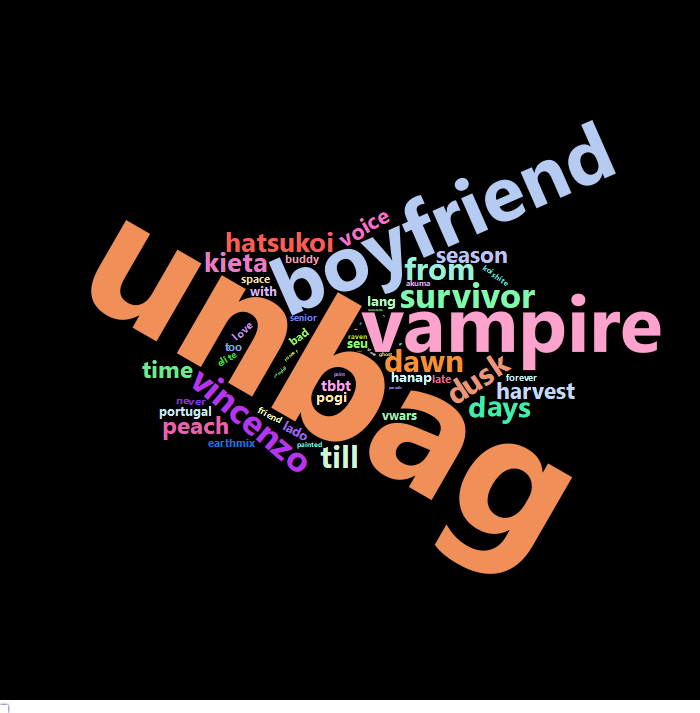 boyfriend
voice
hatsukoi
season
kieta
buddy
from
koishite
space
akuma
with
survivor
lang
unbag
vampire
senior
love
bad
raven
seu
too
ghost
elite
dawn
time
dusk
hanap
late
forever
vincenzo
tbbt
harvest
pogi
never
days
portugal
friend
vwars
peach
lado
earthmix
painted
till